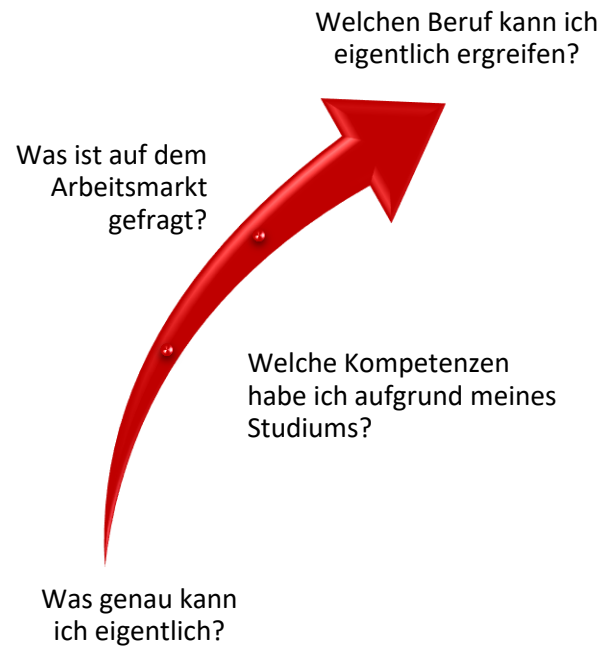 Welchen Beruf kann ich
eigentlich ergreifen?
Was ist auf dem
Arbeitsmarkt
gefragt?
Welche Kompetenzen
habe ich aufgrund meines
Studiums?
Was genau kann
ich eigentlich?